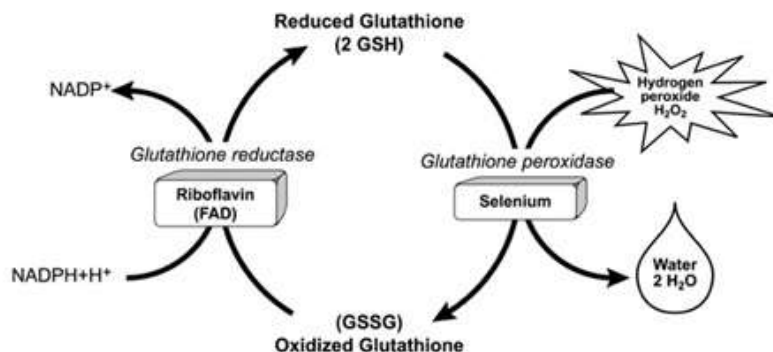 Reduced Glutathione
(2 GSH)
NADP⁺
Hydrogen
peroxide
H₂O₂
Glutathione reductase
Glutathione peroxidase
Riboflavin
(FAD)
Selenium
NADPH+H⁺
Water
2 H₂O
(GSSG)
Oxidized Glutathione